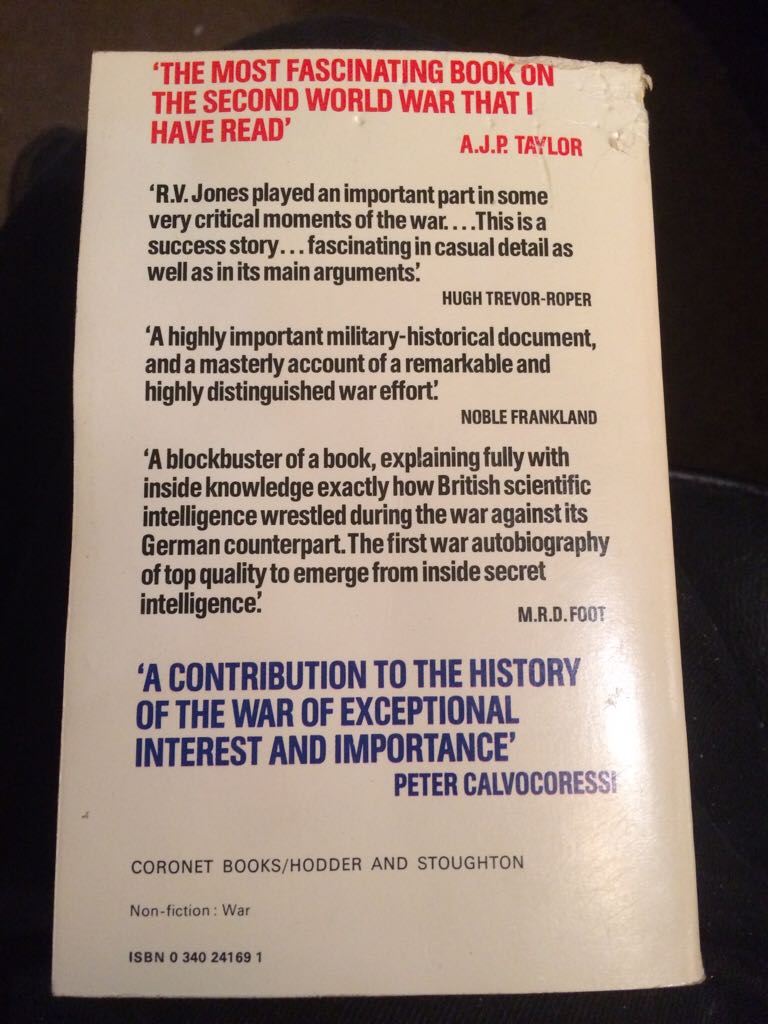 'THE MOST FASCINATING BOOK ON
THE SECOND WORLD WAR THAT I
HAVE READ'
A.J.P. TAYLOR
'R.V. Jones played an important part in some
very critical moments of the war....This is a
success story...fascinating in casual detail as
well as in its main arguments.'
HUGH TREVOR-ROPER
'A highly important military-historical document,
and a masterly account of a remarkable and
highly distinguished war effort.'
NOBLE FRANKLAND
'A blockbuster of a book, explaining fully with
inside knowledge exactly how British scientific
intelligence wrestled during the war against its
German counterpart. The first war autobiography
of top quality to emerge from inside secret
intelligence.'
M.R.D. FOOT
'A CONTRIBUTION TO THE HISTORY
OF THE WAR OF EXCEPTIONAL
INTEREST AND IMPORTANCE'
PETER CALVOCORESSI
CORONET BOOKS/HODDER AND STOUGHTON
Non-fiction: War
ISBN 0 340 24169 1